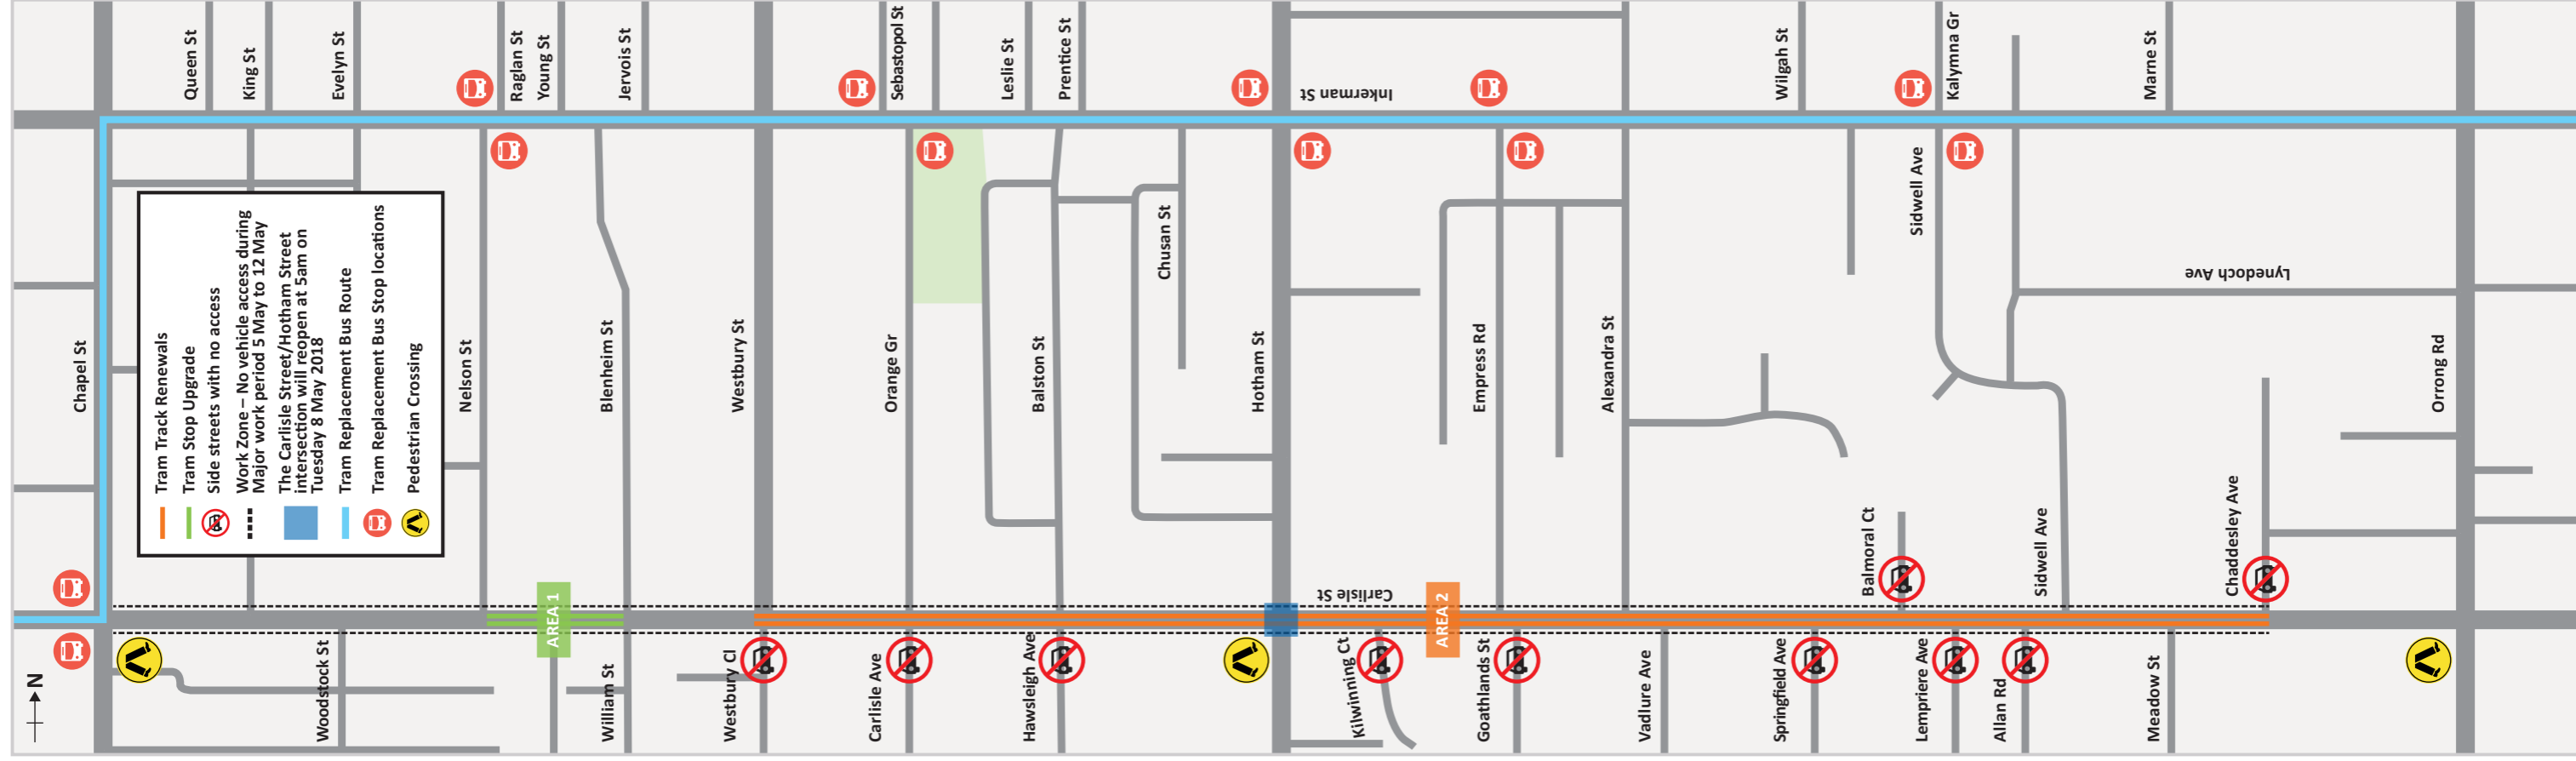 Queen St
King St
Evelyn St
Raglan St
Young St
Jervois St
Sebastopol St
Leslie St
Prentice St
Inkerman St
Wilgah St
Kalymna Gr
Marne St
Chapel St
Tram Track Renewals
Tram Stop Upgrade
Side streets with no access
Work Zone – No vehicle access during
Major work period 5 May to 12 May
The Carlisle Street/Hotham Street
intersection will reopen at 5am on
Tuesday 8 May 2018
Tram Replacement Bus Route
Tram Replacement Bus Stop locations
Pedestrian Crossing
Nelson St
Blenheim St
Westbury St
Orange Gr
Balston St
Chusan St
Hotham St
Empress Rd
Alexandra St
Sidwell Ave
Lynedoch Ave
Orrong Rd
Balmoral Ct
Sidwell Ave
Chaddesley Ave
AREA 1
Carlisle St
AREA 2
N
Woodstock St
William St
Westbury Cl
Carlisle Ave
Hawsleigh Ave
Kilwinning Ct
Goathlands St
Vadlure Ave
Springfield Ave
Lempriere Ave
Allan Rd
Meadow St